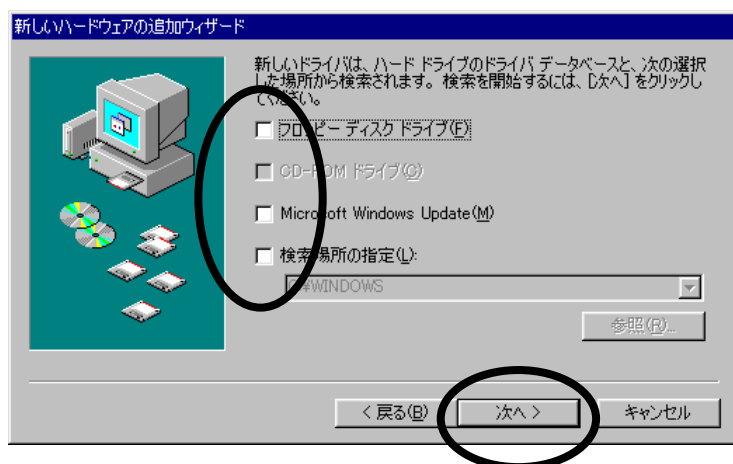 新しいハードウェアの追加ウィザード
新しいドライバは、ハード ドライブのドライバ データベースと、次の選択
した場所から検索されます。検索を開始するには、[次へ] をクリックし
てください。
フロッピー ディスク ドライブ(F)
CD-ROM ドライブ(C)
Microsoft Windows Update(M)
検索場所の指定(L):
C:¥WINDOWS
参照(R)...
< 戻る(B)
次へ >
キャンセル